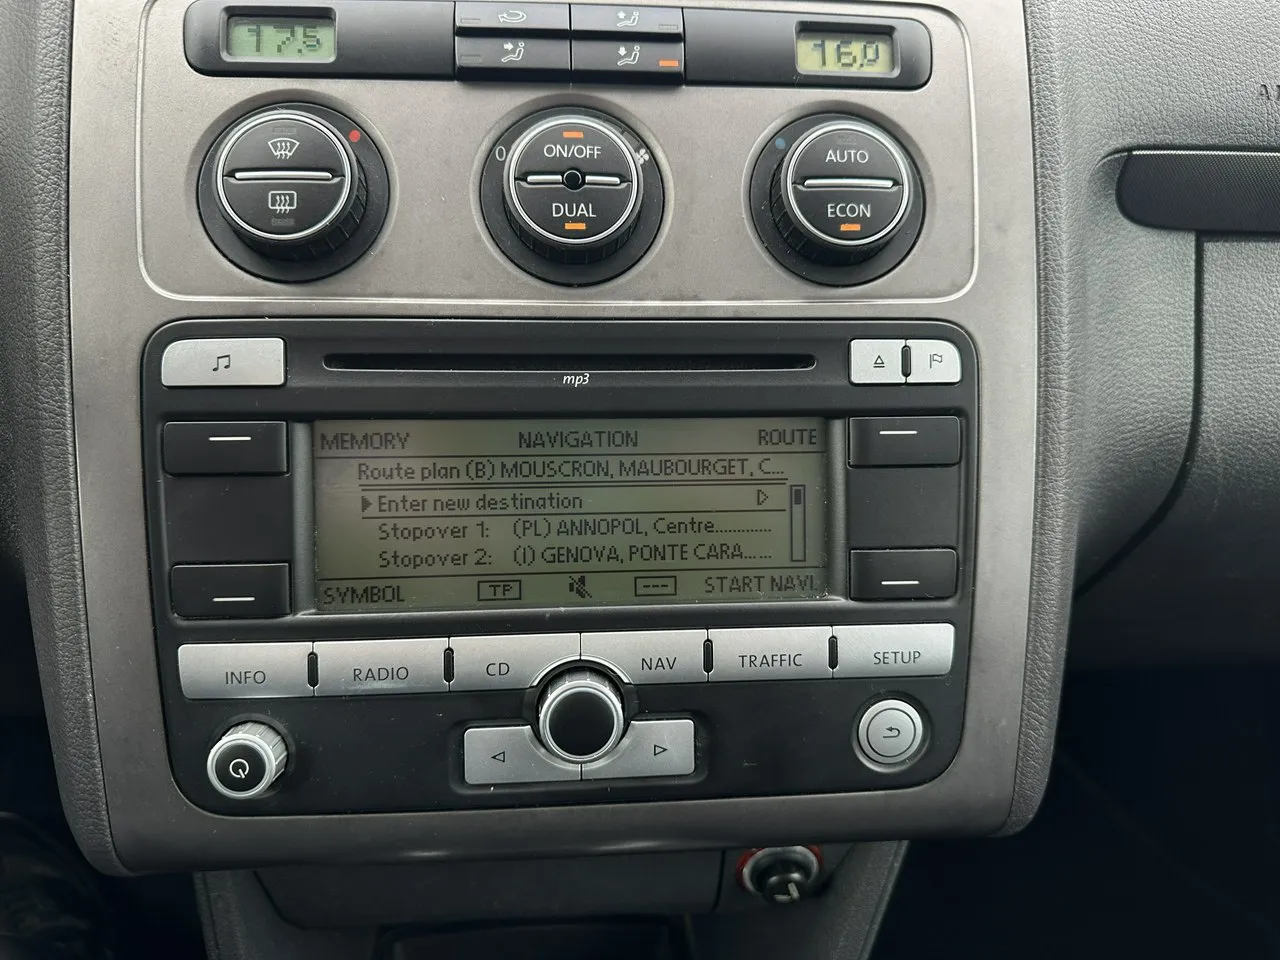 17.5
16.0
0
ON/OFF
DUAL
AUTO
ECON
mp3
MEMORY NAVIGATION ROUTE
Route plan (B) MOUSCRON, MAUBOURGET, C...
Enter new destination
Stopover 1: (PL) ANNOPOL, Centre............
Stopover 2: (I) GENOVA, PONTE CARA......
SYMBOL TP --- START NAVI.
INFO RADIO CD NAV TRAFFIC SETUP